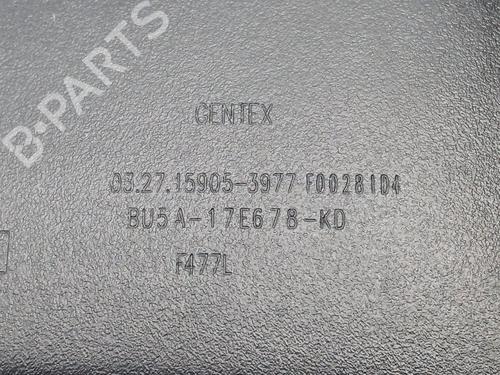 B-PARTS
GENTEX
03.27.15905-3977 F00281D4
BU5A-17E678-KD
F477L